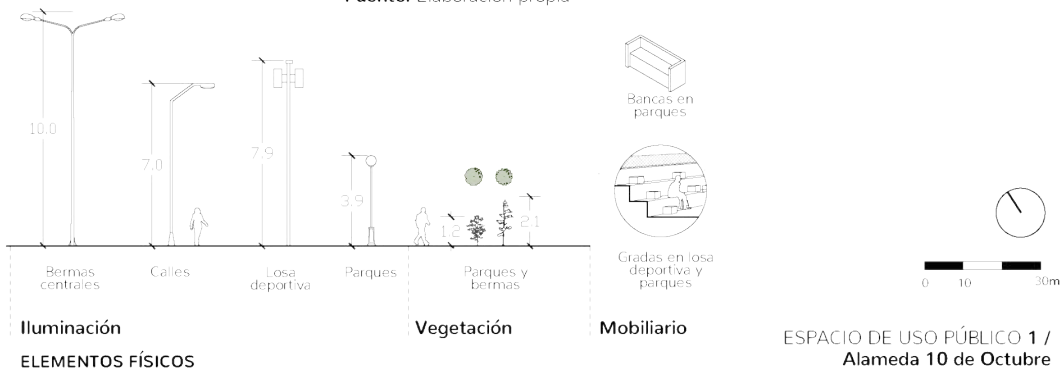 Fuente: Elaboración propia
10.0
7.0
7.9
3.9
1.2
2.1
Bermas
centrales
Calles
Losa
deportiva
Parques
Parques y
bermas
Bancas en
parques
Gradas en losa
deportiva y
parques
0 10 30m
Iluminación
Vegetación
Mobiliario
ELEMENTOS FÍSICOS
ESPACIO DE USO PÚBLICO 1 /
Alameda 10 de Octubre